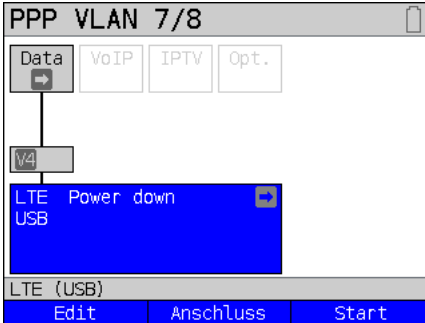 PPP VLAN 7/8
Data VoIP IPTV Opt.
V4
LTE Power down
USB
LTE (USB)
Edit Anschluss Start